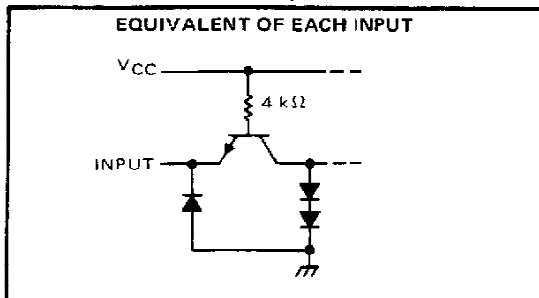 EQUIVALENT OF EACH INPUT
VCC
4 kΩ
INPUT